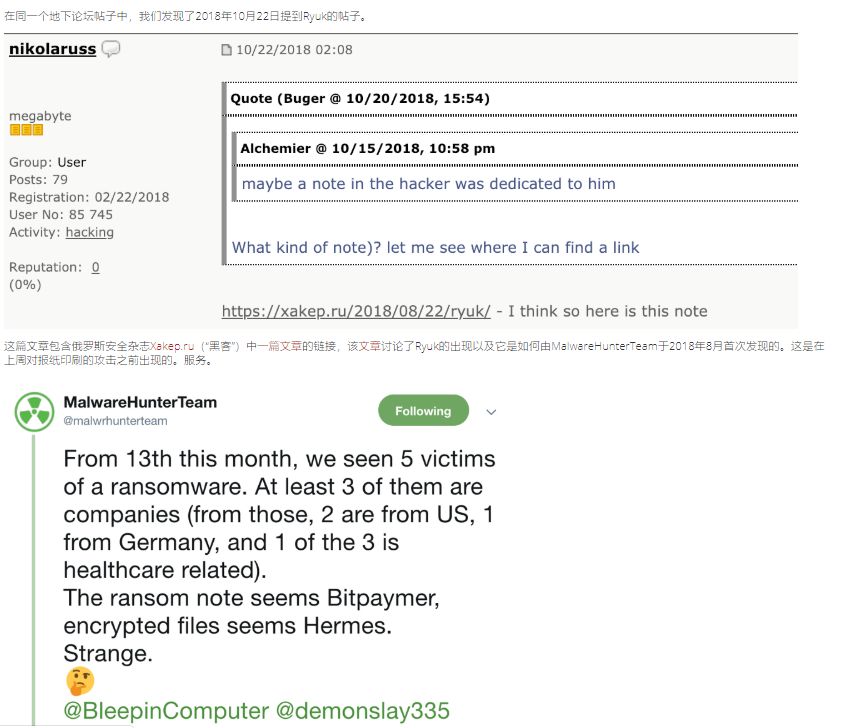 在同一个地下论坛帖子中，我们发现了2018年10月22日提到Ryuk的帖子。
nikolaruss
10/22/2018 02:08
Quote (Buger @ 10/20/2018, 15:54)
megabyte
Alchemier @ 10/15/2018, 10:58 pm
Group: User
Posts: 79
maybe a note in the hacker was dedicated to him
Registration: 02/22/2018
User No: 85 745
Activity: hacking
What kind of note)? let me see where I can find a link
Reputation: 0
(0%)
https://xakep.ru/2018/08/22/ryuk/ - I think so here is this note
这篇文章包含俄罗斯安全杂志Xakep.ru（“黑客”）中一篇文章的链接，该文章讨论了Ryuk的出现以及它是如何由MalwareHunterTeam于2018年8月首次发现的。这是在
上周对报纸印刷的攻击之前出现的。服务。
MalwareHunterTeam
@malwrhunterteam
Following
From 13th this month, we seen 5 victims
of a ransomware. At least 3 of them are
companies (from those, 2 are from US, 1
from Germany, and 1 of the 3 is
healthcare related).
The ransom note seems Bitpaymer,
encrypted files seems Hermes.
Strange.
🤔
@BleepinComputer @demonslay335